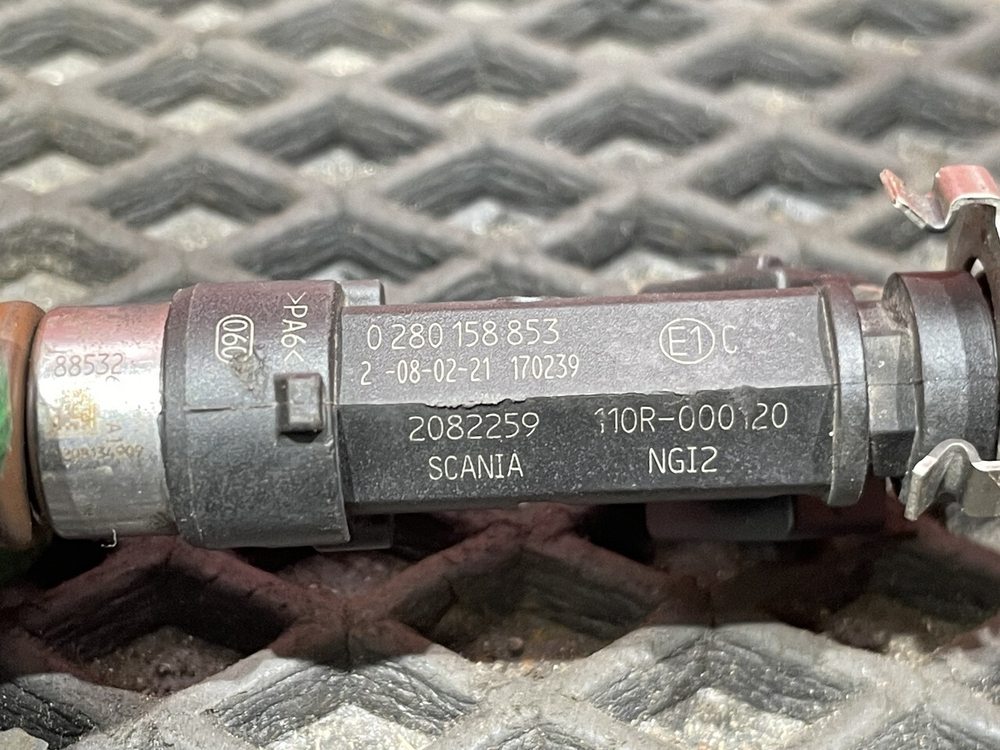 88532
>PA6<
06C
0 280 158 853
2 -08-02-21 170239
E1 C
2082259 110R-000120
SCANIA NGI2